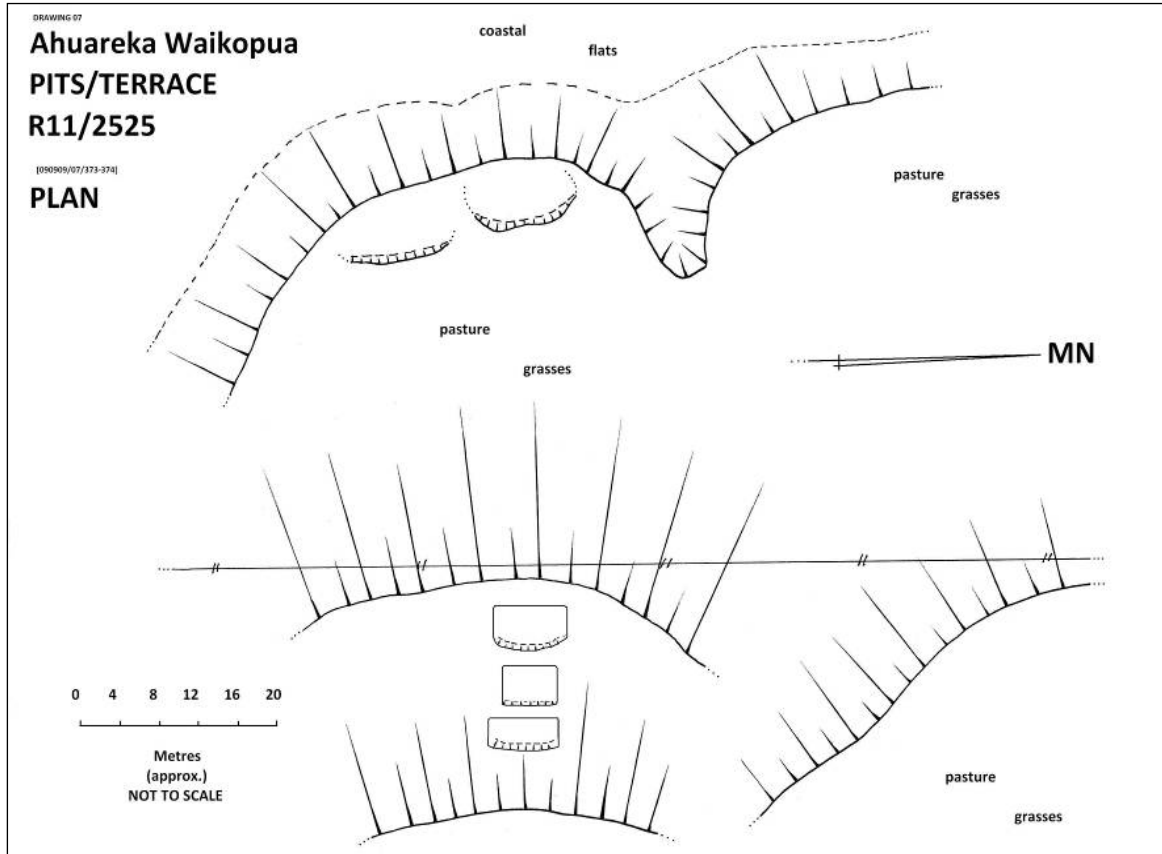 DRAWING 07
Ahuareka Waikopua
PITS/TERRACE
R11/2525
[090909/07/373-374]
PLAN
coastal
flats
pasture
grasses
pasture
grasses
MN
0 4 8 12 16 20
Metres
(approx.)
NOT TO SCALE
pasture
grasses